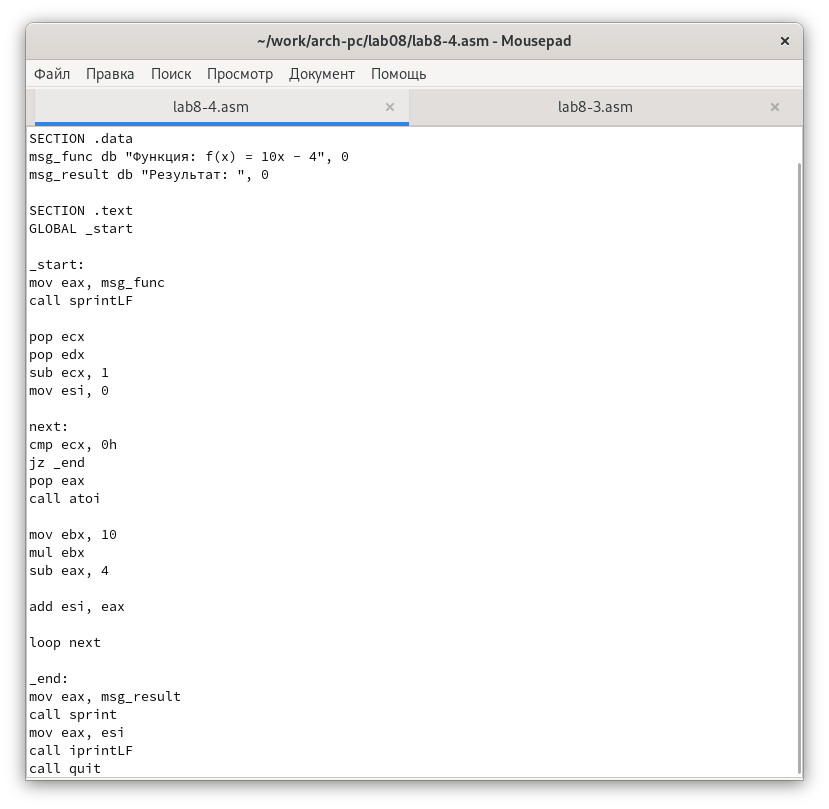 ~/work/arch-pc/lab08/lab8-4.asm - Mousepad
Файл Правка Поиск Просмотр Документ Помощь
lab8-4.asm lab8-3.asm
SECTION .data
msg_func db "Функция: f(x) = 10x - 4", 0
msg_result db "Результат: ", 0
SECTION .text
GLOBAL _start
_start:
mov eax, msg_func
call sprintLF
pop ecx
pop edx
sub ecx, 1
mov esi, 0
next:
cmp ecx, 0h
jz _end
pop eax
call atoi
mov ebx, 10
mul ebx
sub eax, 4
add esi, eax
loop next
_end:
mov eax, msg_result
call sprint
mov eax, esi
call iprintLF
call quit